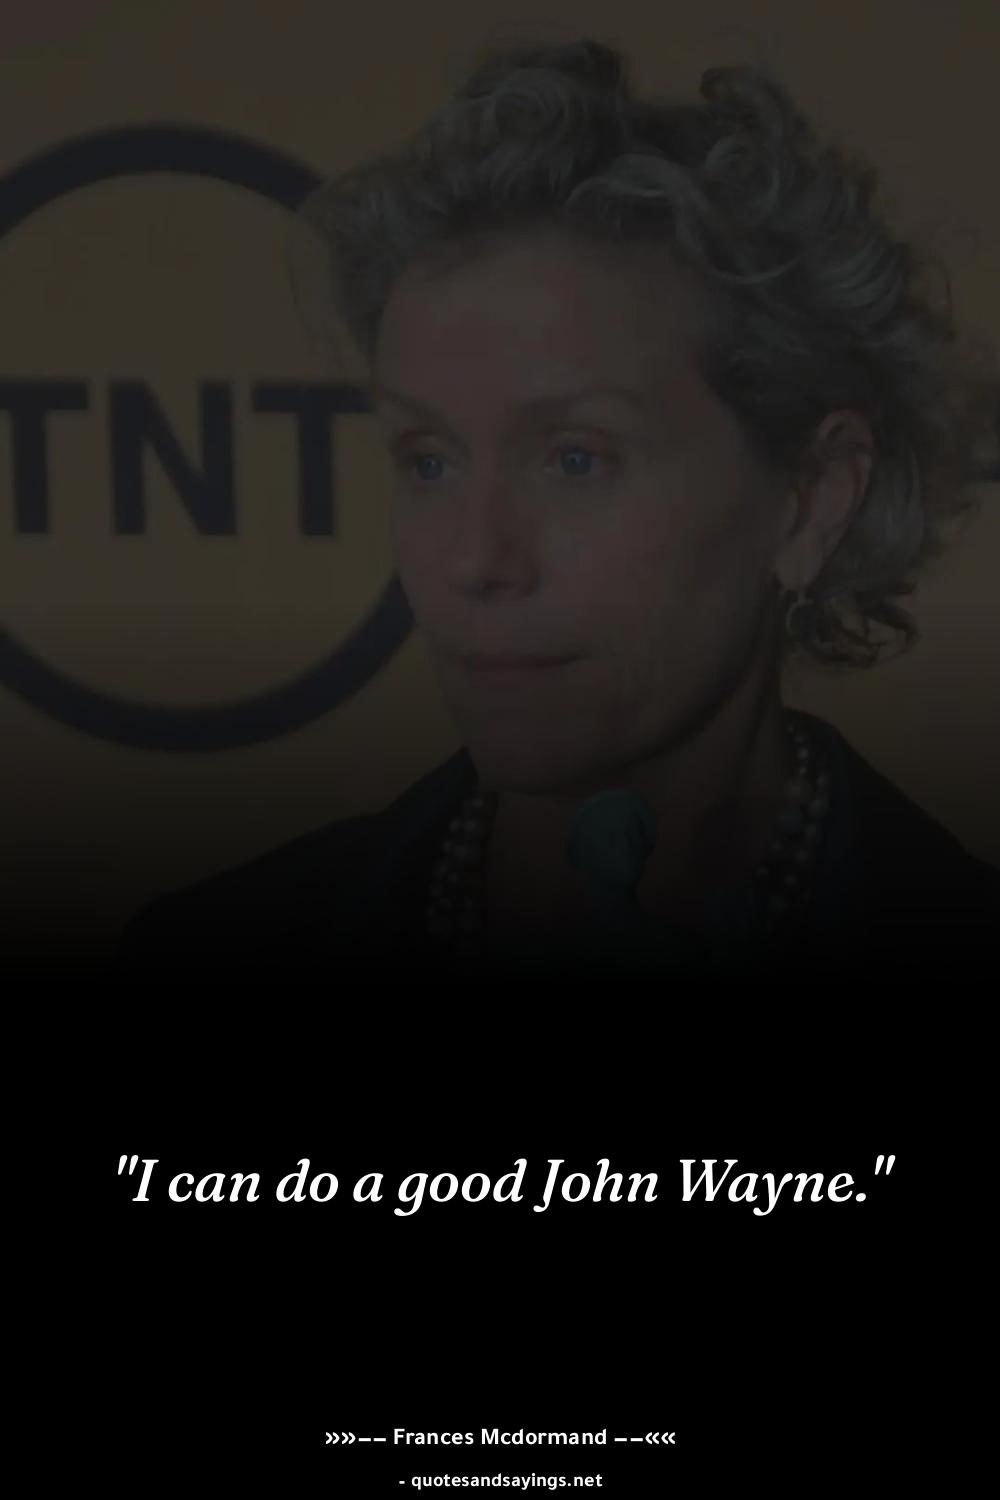 TNT
"I can do a good John Wayne."
»»–– Frances Mcdormand ––««
- quotesandsayings.net